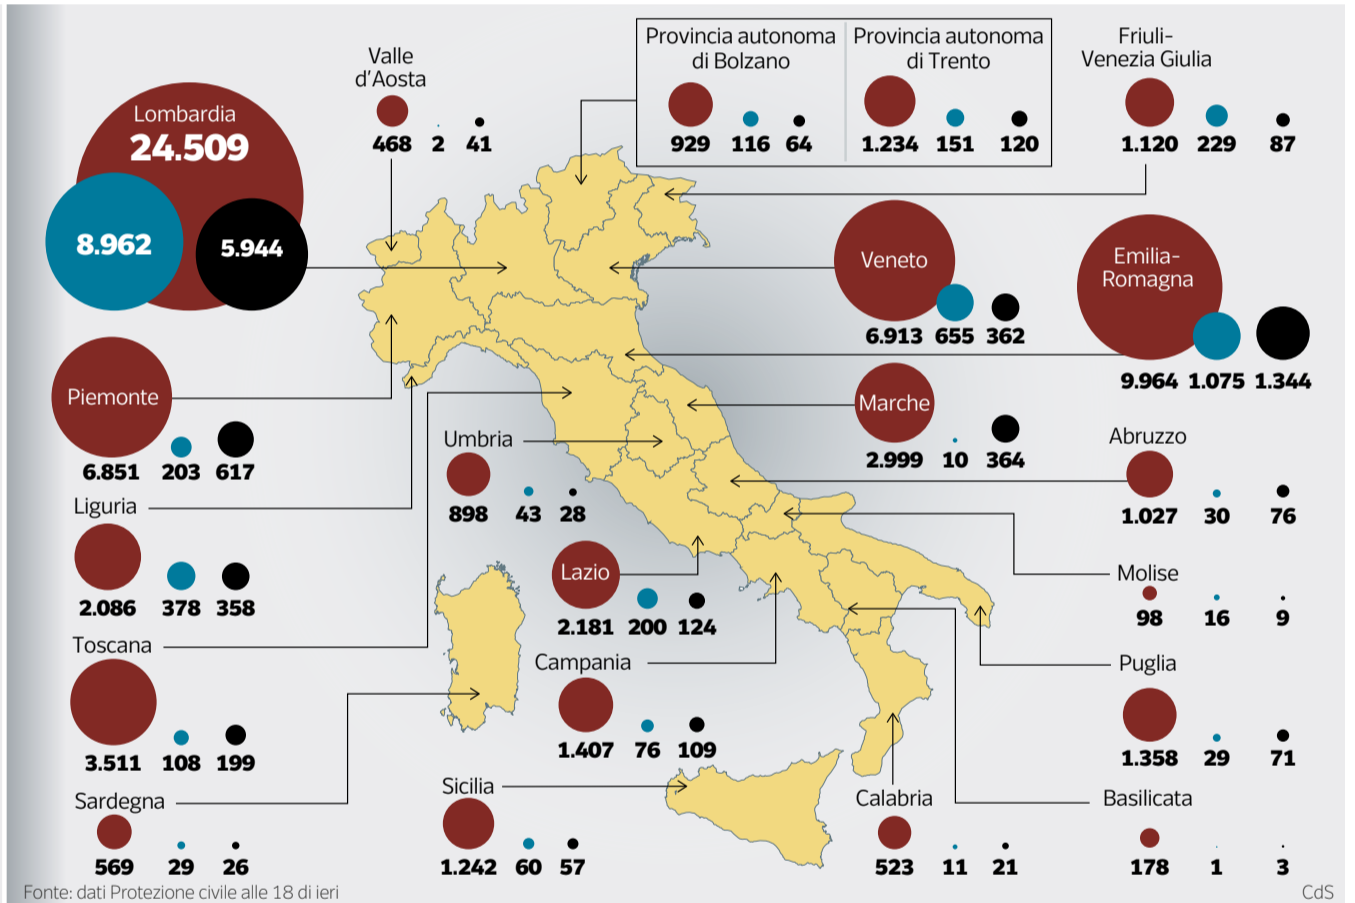 Valle
d'Aosta
468 2 41
Provincia autonoma
di Bolzano
929 116 64
Provincia autonoma
di Trento
1.234 151 120
Friuli-
Venezia Giulia
1.120 229 87
Lombardia
24.509
8.962
5.944
Veneto
6.913 655 362
Emilia-
Romagna
9.964 1.075 1.344
Piemonte
6.851 203 617
Marche
2.999 10 364
Umbria
898 43 28
Abruzzo
1.027 30 76
Liguria
2.086 378 358
Lazio
2.181 200 124
Molise
98 16 9
Toscana
3.511 108 199
Campania
1.407 76 109
Puglia
1.358 29 71
Sardegna
569 29 26
Sicilia
1.242 60 57
Calabria
523 11 21
Basilicata
178 1 3
Fonte: dati Protezione civile alle 18 di ieri
CdS